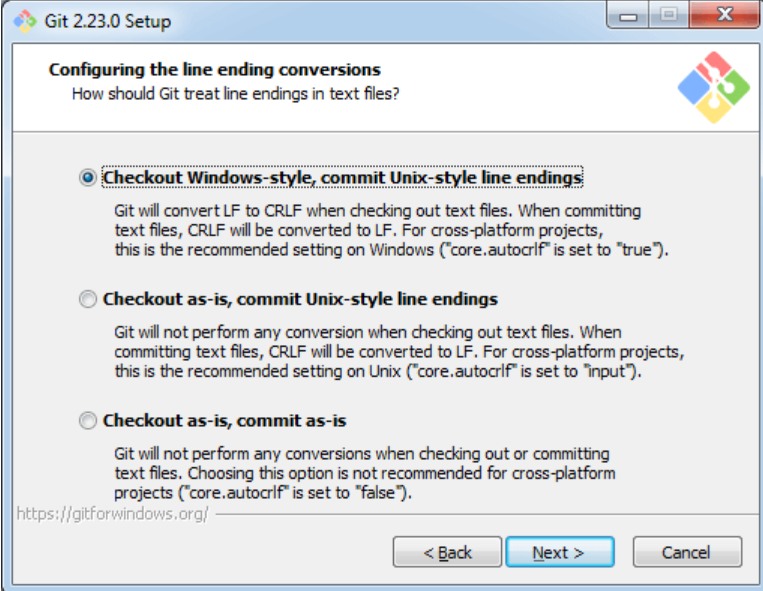 Git 2.23.0 Setup
Configuring the line ending conversions
How should Git treat line endings in text files?
Checkout Windows-style, commit Unix-style line endings
Git will convert LF to CRLF when checking out text files. When committing
text files, CRLF will be converted to LF. For cross-platform projects,
this is the recommended setting on Windows ("core.autocrlf" is set to "true").
Checkout as-is, commit Unix-style line endings
Git will not perform any conversion when checking out text files. When
committing text files, CRLF will be converted to LF. For cross-platform projects,
this is the recommended setting on Unix ("core.autocrlf" is set to "input").
Checkout as-is, commit as-is
Git will not perform any conversions when checking out or committing
text files. Choosing this option is not recommended for cross-platform
projects ("core.autocrlf" is set to "false").
https://gitforwindows.org/
< Back
Next >
Cancel